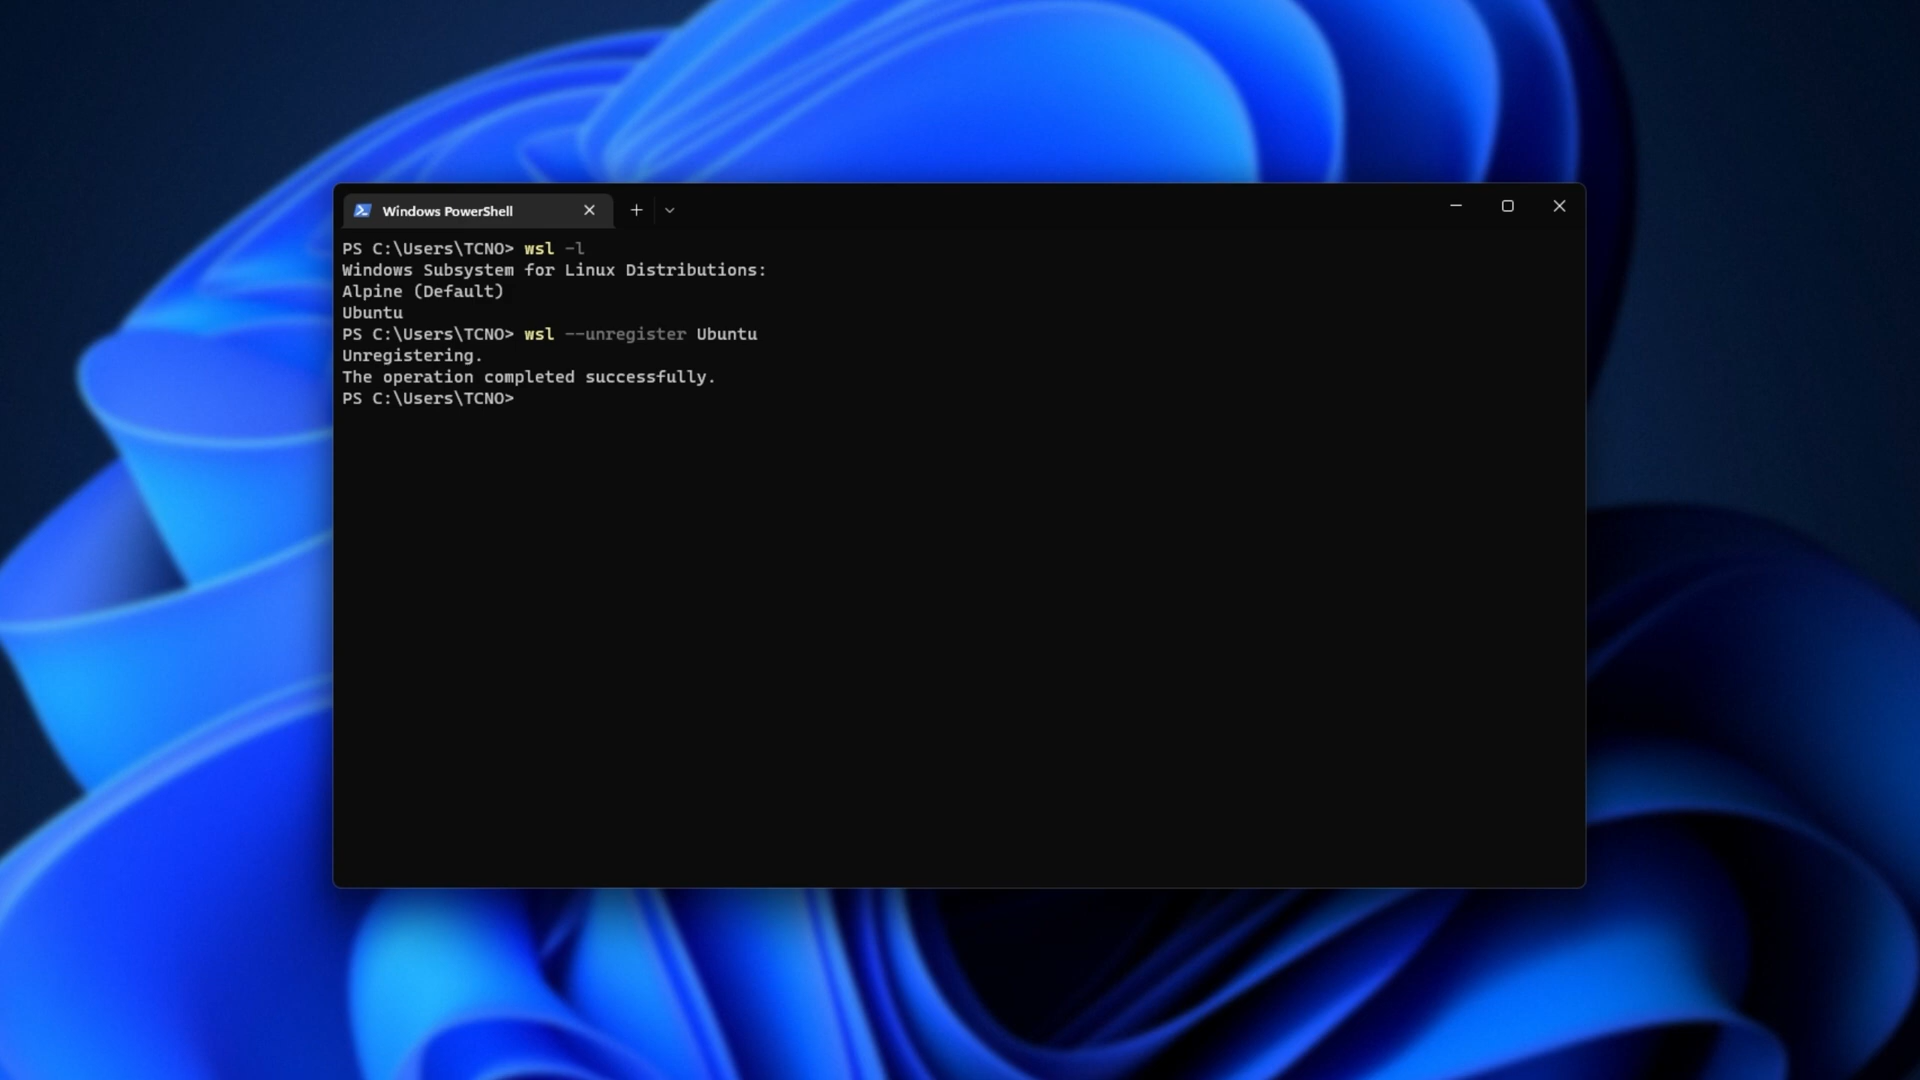 Windows PowerShell
PS C:\Users\TCNO> wsl -l
Windows Subsystem for Linux Distributions:
Alpine (Default)
Ubuntu
PS C:\Users\TCNO> wsl --unregister Ubuntu
Unregistering.
The operation completed successfully.
PS C:\Users\TCNO>